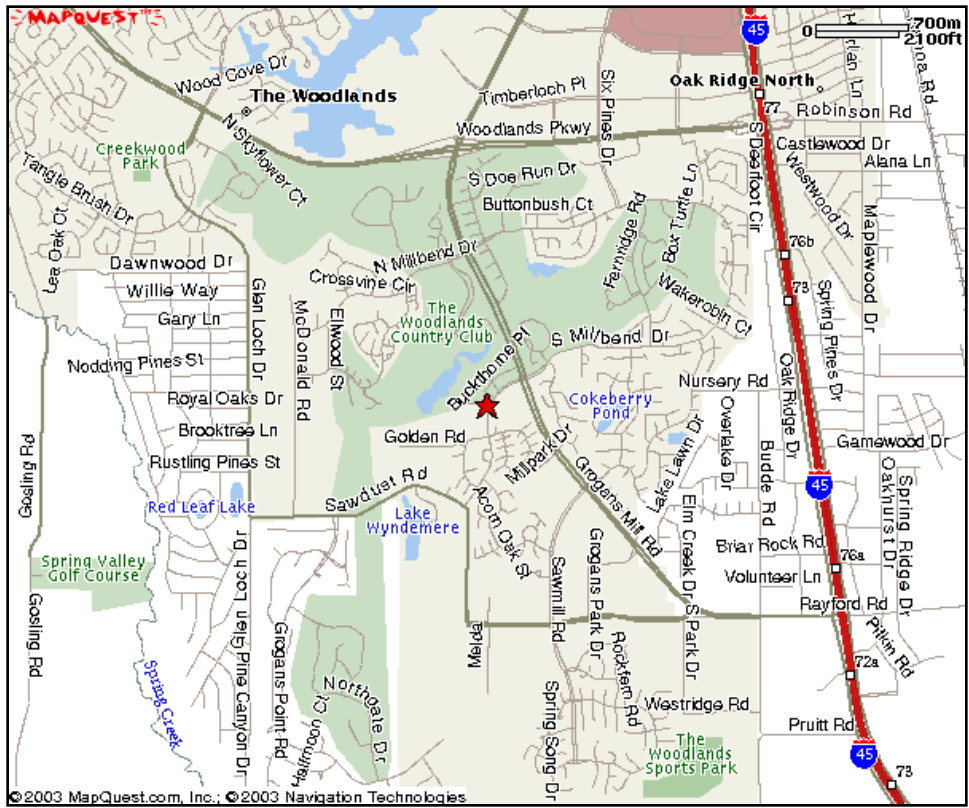 MAPQUEST
45
0
700m
2100ft
Wood Cove Dr
The Woodlands
Timberloch Pl
Six Pines Dr
Oak Ridge North
Harlan Ln
77
Robinson Rd
Woodlands Pkwy
Creekwood
Park
N Skyflower Ct
S Deerfoot Cir
Castlewood Dr
Alana Ln
Westwood Dr
Tangle Brush Dr
S Doe Run Dr
Buttonbush Ct
Fernridge Rd
Box Turtle Ln
Maplewood Dr
Lea Oak Ct
Dawnwood Dr
N Millbend Dr
76b
Willie Way
Crossvine Cir
Wakerobin Ct
73
Spring Pines Dr
Gary Ln
Glen Loch Dr
McDonald Rd
Ellwood St
The
Woodlands
Country Club
S Millbend Dr
Nodding Pines St
Buckthorne Pl
Oak Ridge Dr
Nursery Rd
Royal Oaks Dr
Cokeberry
Pond
Overlake Dr
Brooktree Ln
Golden Rd
Millpark Dr
Lake Lawn Dr
Budde Rd
Gamewood Dr
Rustling Pines St
Gosling Rd
Sawdust Rd
Grogans Mill Rd
45
Oakhurst Dr
Spring Ridge Dr
Red Leaf Lake
Lake
Wyndemere
Acorn Oak St
Elm Creek Dr
Briar Rock Rd
76a
Spring Valley
Golf Course
Sawmill Rd
Grogans Park Dr
Volunteer Ln
Rayford Rd
Gosling Rd
Glen Loch Dr
Pine Canyon Dr
Grogans Point Rd
Melicia
Rockfern Rd
S Park Dr
Pitkin Rd
72a
Spring Creek
Northgate Dr
Halfmoon Ct
Spring Song Dr
Westridge Rd
Pruitt Rd
The
Woodlands
Sports Park
45
73
©2003 MapQuest.com, Inc.; ©2003 Navigation Technologies